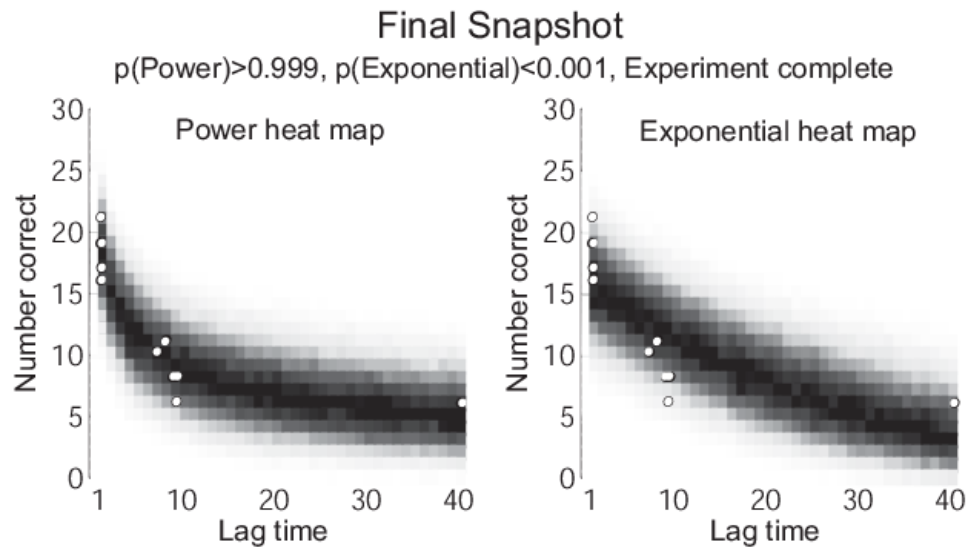 Final Snapshot
p(Power)>0.999, p(Exponential)<0.001, Experiment complete
Power heat map
Number correct
30
25
20
15
10
5
0
1 10 20 30 40
Lag time
Exponential heat map
Number correct
30
25
20
15
10
5
0
1 10 20 30 40
Lag time